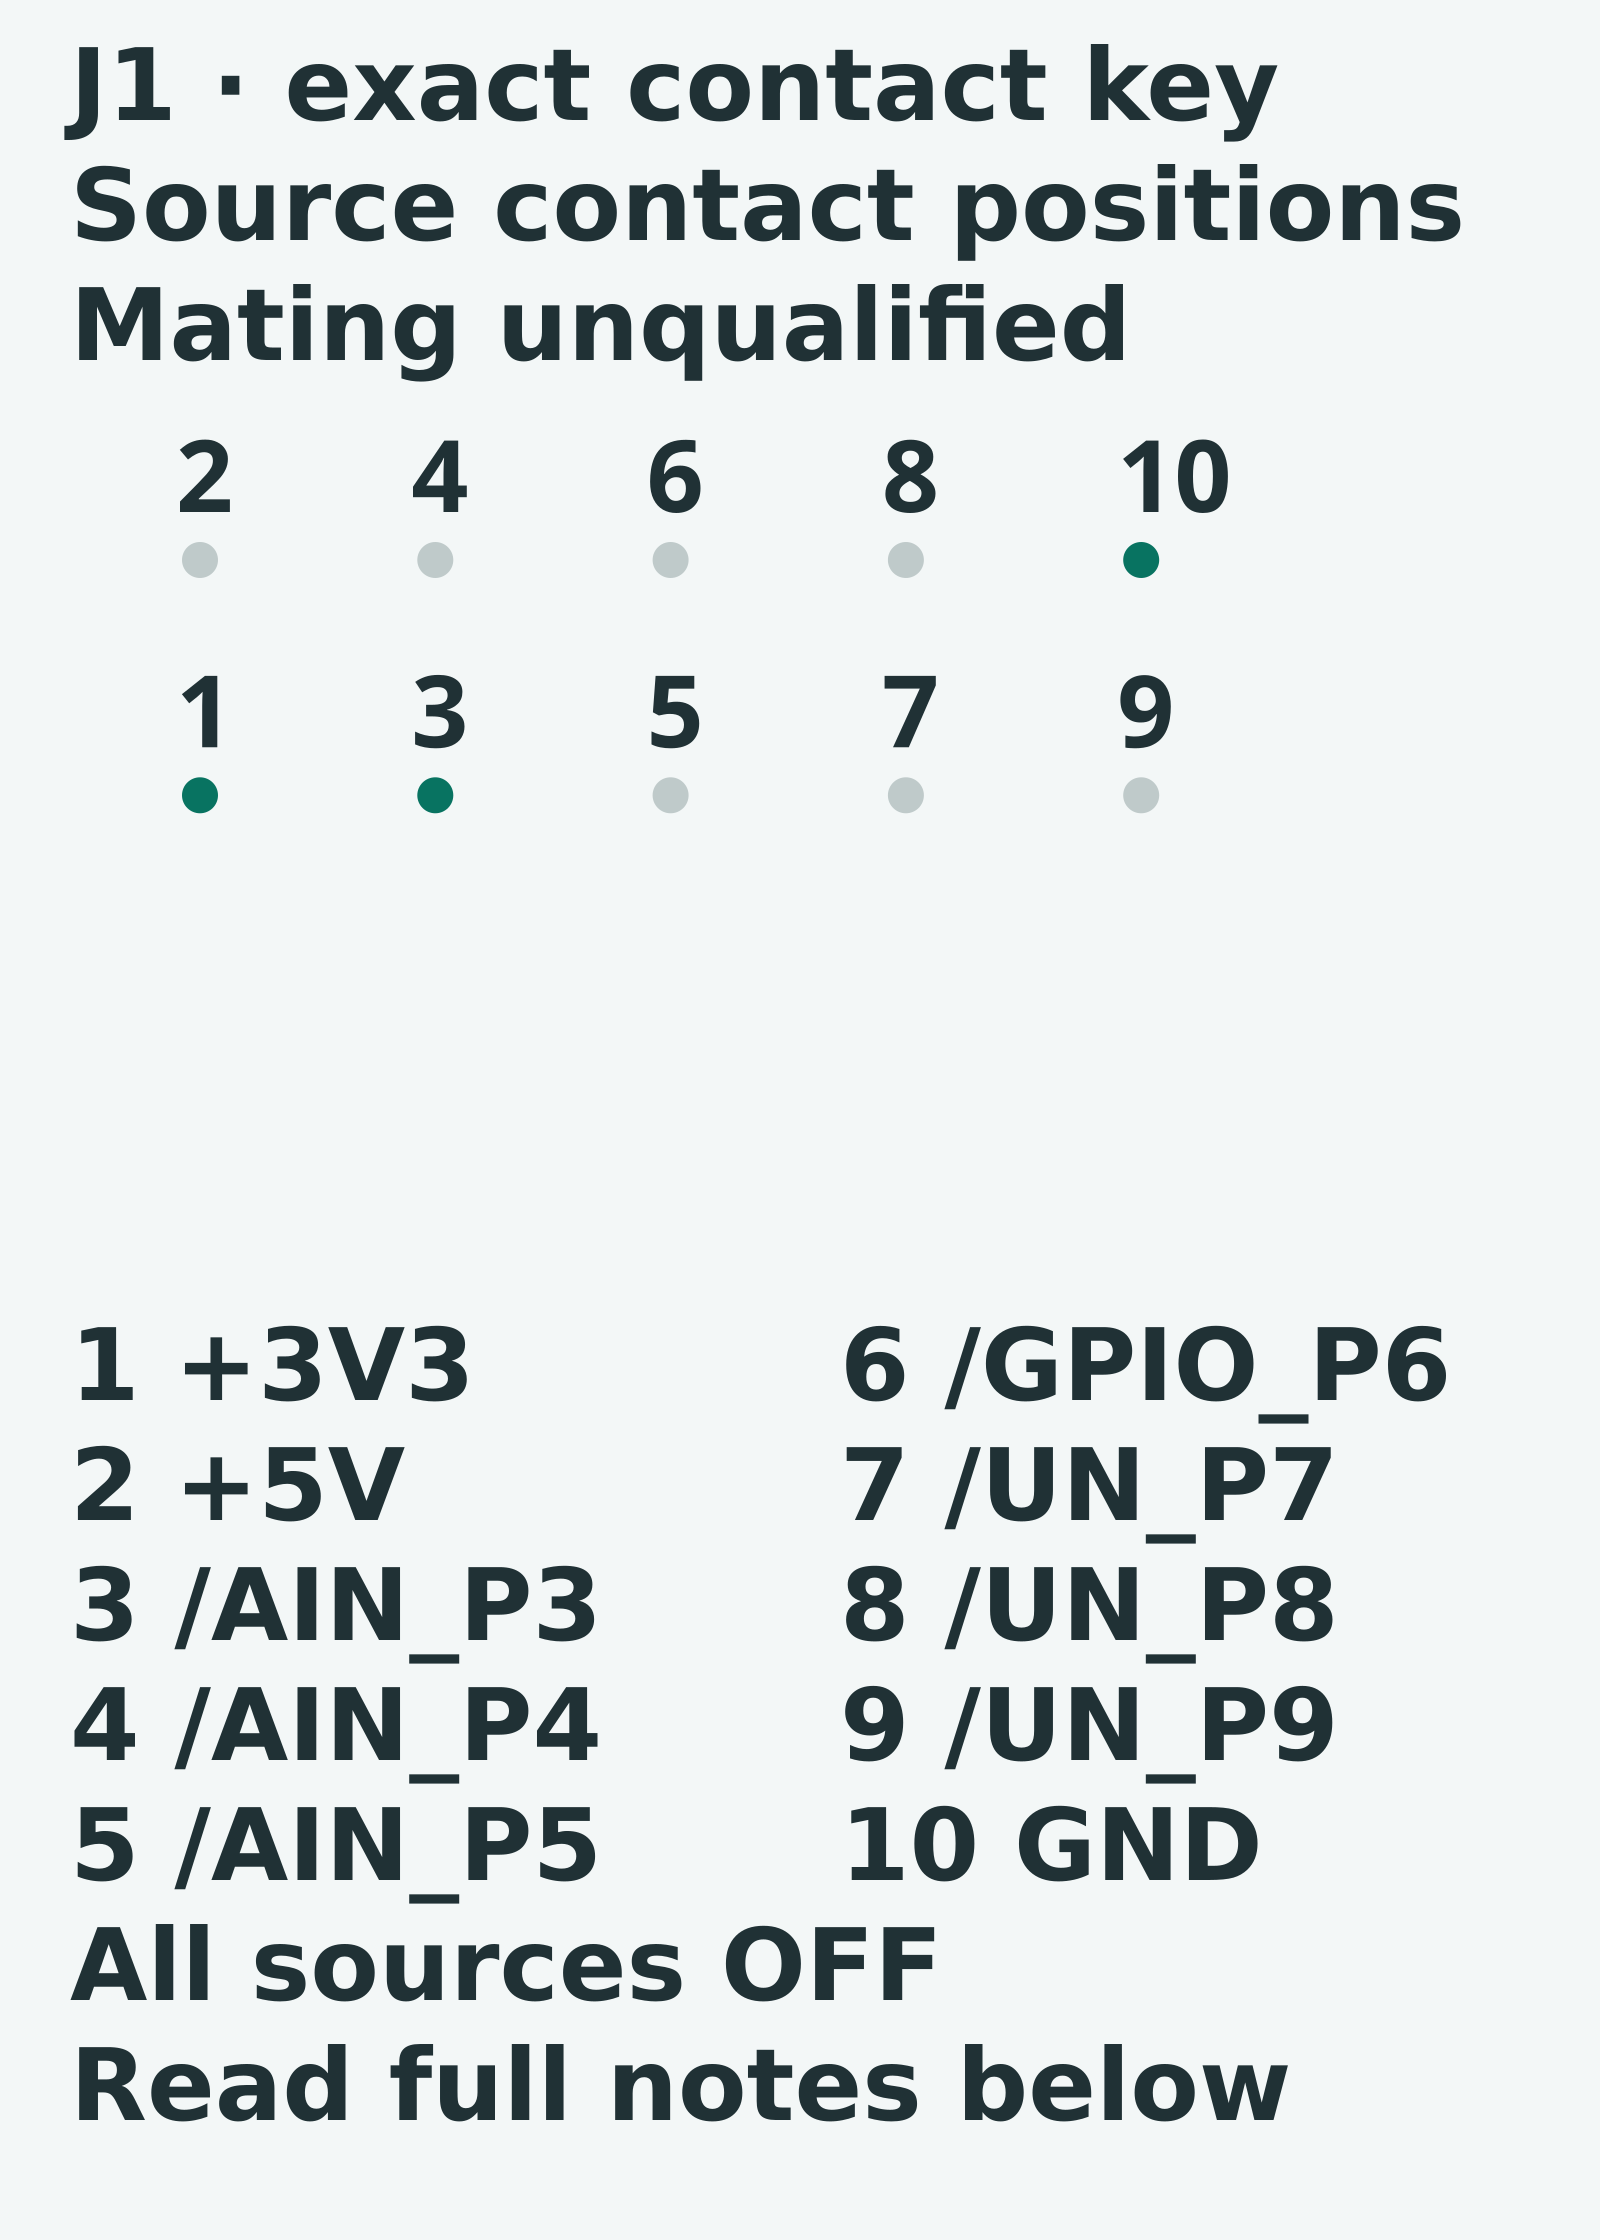 J1 · exact contact key
Source contact positions
Mating unqualified
2 4 6 8 10
1 3 5 7 9
1 +3V3 6 /GPIO_P6
2 +5V 7 /UN_P7
3 /AIN_P3 8 /UN_P8
4 /AIN_P4 9 /UN_P9
5 /AIN_P5 10 GND
All sources OFF
Read full notes below